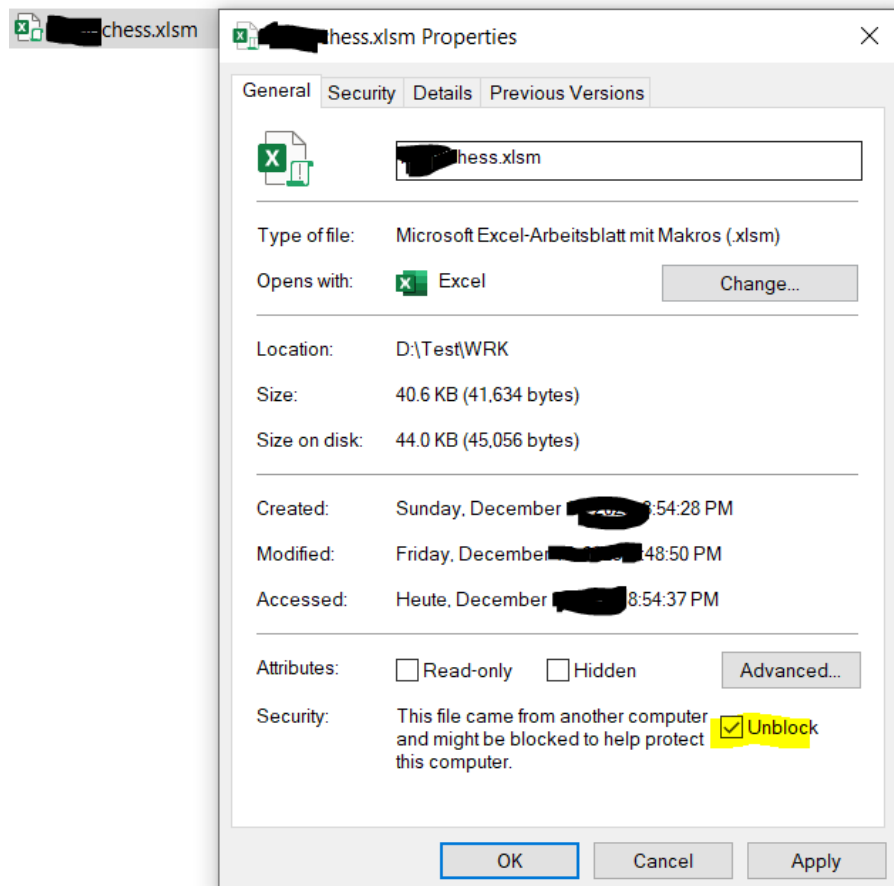 chess.xlsm
hess.xlsm Properties
General Security Details Previous Versions
hess.xlsm
Type of file: Microsoft Excel-Arbeitsblatt mit Makros (.xlsm)
Opens with: Excel Change...
Location: D:\Test\WRK
Size: 40.6 KB (41,634 bytes)
Size on disk: 44.0 KB (45,056 bytes)
Created: Sunday, December :54:28 PM
Modified: Friday, December :48:50 PM
Accessed: Heute, December 8:54:37 PM
Attributes: Read-only Hidden Advanced...
Security: This file came from another computer
and might be blocked to help protect
this computer.
Unblock
OK Cancel Apply